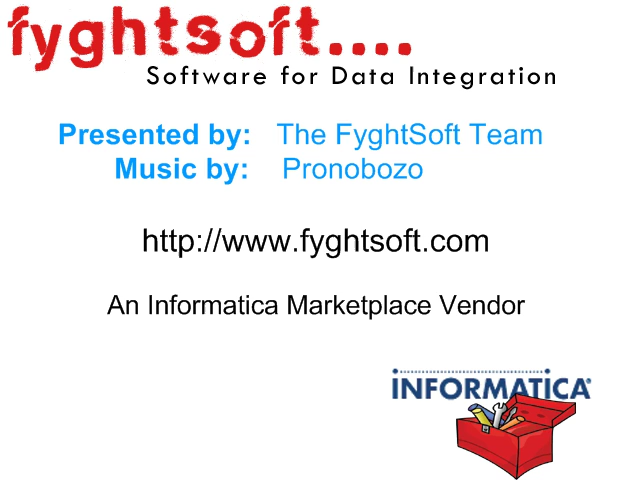 fyghtsoft....
Software for Data Integration
Presented by: The FyghtSoft Team
Music by: Pronobozo
http://www.fyghtsoft.com
An Informatica Marketplace Vendor
INFORMATICA®